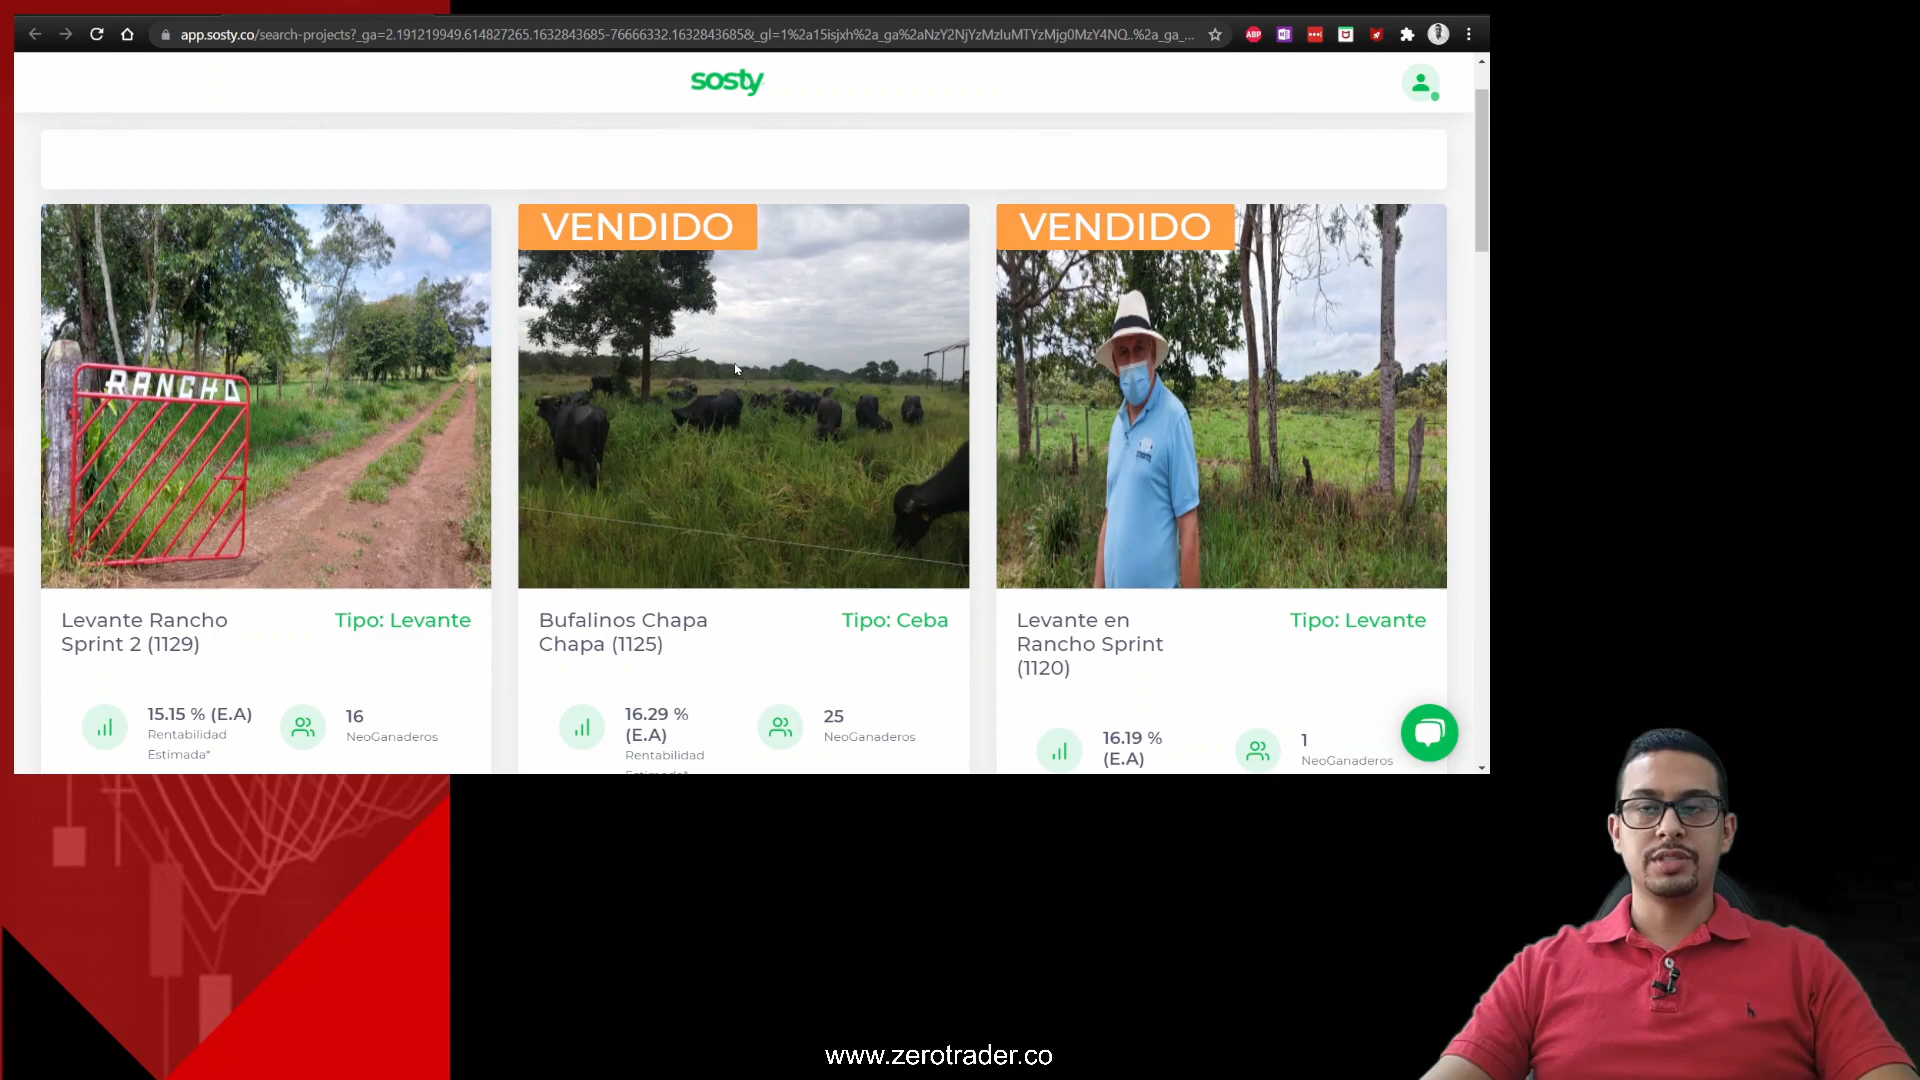 app.sosty.co/search-projects?_ga=2.191219949.614827265.1632843685-76666332.1632843685&_gl=1%2a15isjxh%2a_ga%2aNzY2NjYzMzIuMTYzMjg0MzY4NQ..%2a_ga_...
ABP
sosty
VENDIDO
VENDIDO
RANCHO
Levante Rancho
Sprint 2 (1129)
Tipo: Levante
15.15 % (E.A)
Rentabilidad
Estimada*
16
NeoGanaderos
Bufalinos Chapa
Chapa (1125)
Tipo: Ceba
16.29 %
(E.A)
Rentabilidad
Estimada*
25
NeoGanaderos
Levante en
Rancho Sprint
(1120)
Tipo: Levante
16.19 %
(E.A)
1
NeoGanaderos
www.zerotrader.co